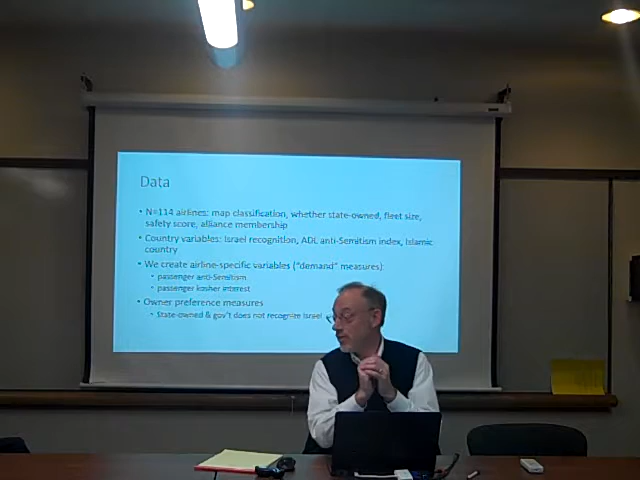 Data
• N=114 airlines: map classification, whether state-owned, fleet size,
safety score, alliance membership
• Country variables: Israel recognition, ADL anti-Semitism index, Islamic
country
• We create airline-specific variables ("demand" measures):
• passenger anti-Semitism
• passenger kosher interest
• Owner preference measures
• State-owned & gov't does not recognize Israel